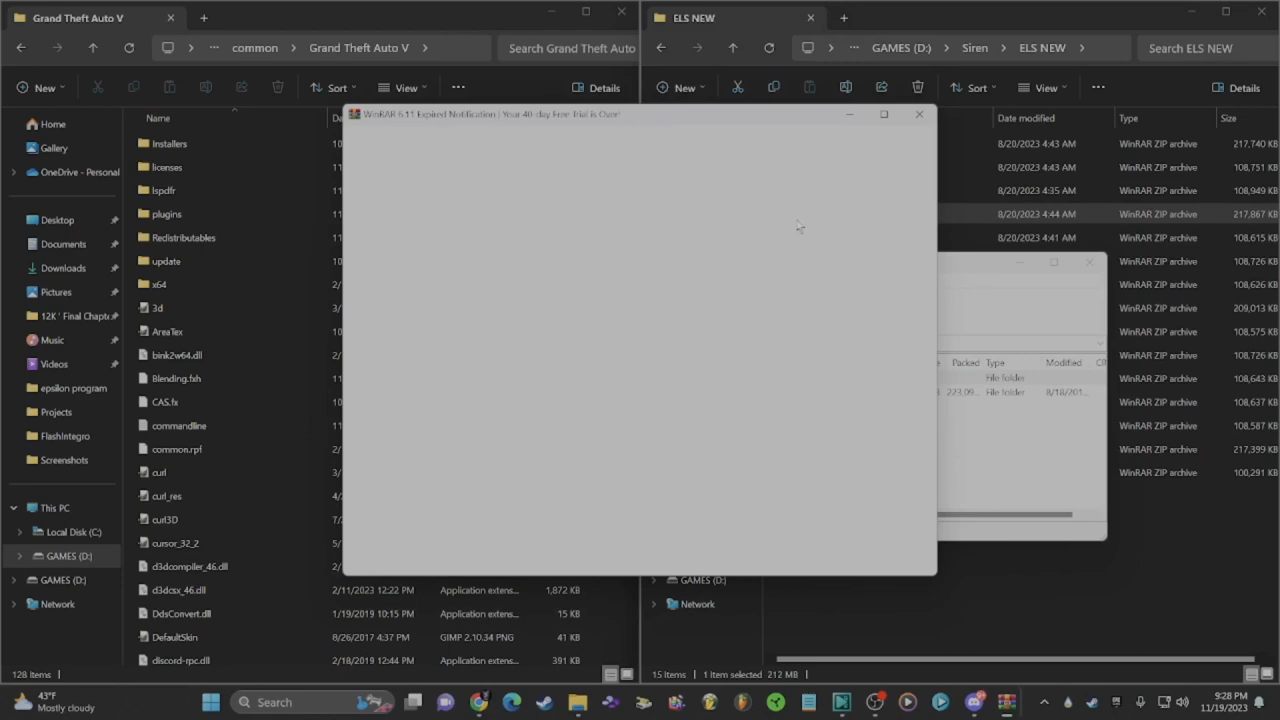 Grand Theft Auto V
ELS NEW
common
Grand Theft Auto V
Search Grand Theft Auto
GAMES (D:)
Siren
ELS NEW
Search ELS NEW
New
Sort
View
Details
New
Sort
View
Details
Home
Gallery
OneDrive - Personal
Desktop
Documents
Downloads
Pictures
12K ' Final Chapte
Music
Videos
epsilon program
Projects
FlashIntegro
Screenshots
This PC
Local Disk (C:)
GAMES (D:)
GAMES (D:)
Network
Name
Da
Installers
licenses
lspdfr
plugins
Redistributables
update
x64
3d
AreaTex
bink2w64.dll
Blending.fxh
CAS.fx
commandline
common.rpf
curl
curl_res
curl3D
cursor_32_2
d3dcompiler_46.dll
d3dcsx_46.dll 2/11/2023 12:22 PM Application extens... 1,872 KB
DdsConvert.dll 1/19/2019 10:15 PM Application extens... 15 KB
DefaultSkin 8/26/2017 4:37 PM GIMP 2.10.34 PNG 41 KB
discord-rpc.dll 2/18/2019 12:44 PM Application extens... 391 KB
128 items
WinRAR 6.11 Expired Notification | Your 40-day Free Trial is Over!
Packed Type Modified CR
File folder
223,09... File folder 8/18/201...
Date modified Type Size
8/20/2023 4:43 AM WinRAR ZIP archive 217,740 KB
8/20/2023 4:43 AM WinRAR ZIP archive 108,751 KB
8/20/2023 4:35 AM WinRAR ZIP archive 108,949 KB
8/20/2023 4:44 AM WinRAR ZIP archive 217,867 KB
8/20/2023 4:41 AM WinRAR ZIP archive 108,615 KB
WinRAR ZIP archive 108,726 KB
WinRAR ZIP archive 108,626 KB
WinRAR ZIP archive 209,013 KB
WinRAR ZIP archive 108,575 KB
WinRAR ZIP archive 108,726 KB
WinRAR ZIP archive 108,643 KB
WinRAR ZIP archive 108,637 KB
WinRAR ZIP archive 108,587 KB
WinRAR ZIP archive 217,399 KB
WinRAR ZIP archive 100,291 KB
GAMES (D:)
Network
15 items 1 item selected 212 MB
43°F
Mostly cloudy
Search
9:28 PM
11/19/2023